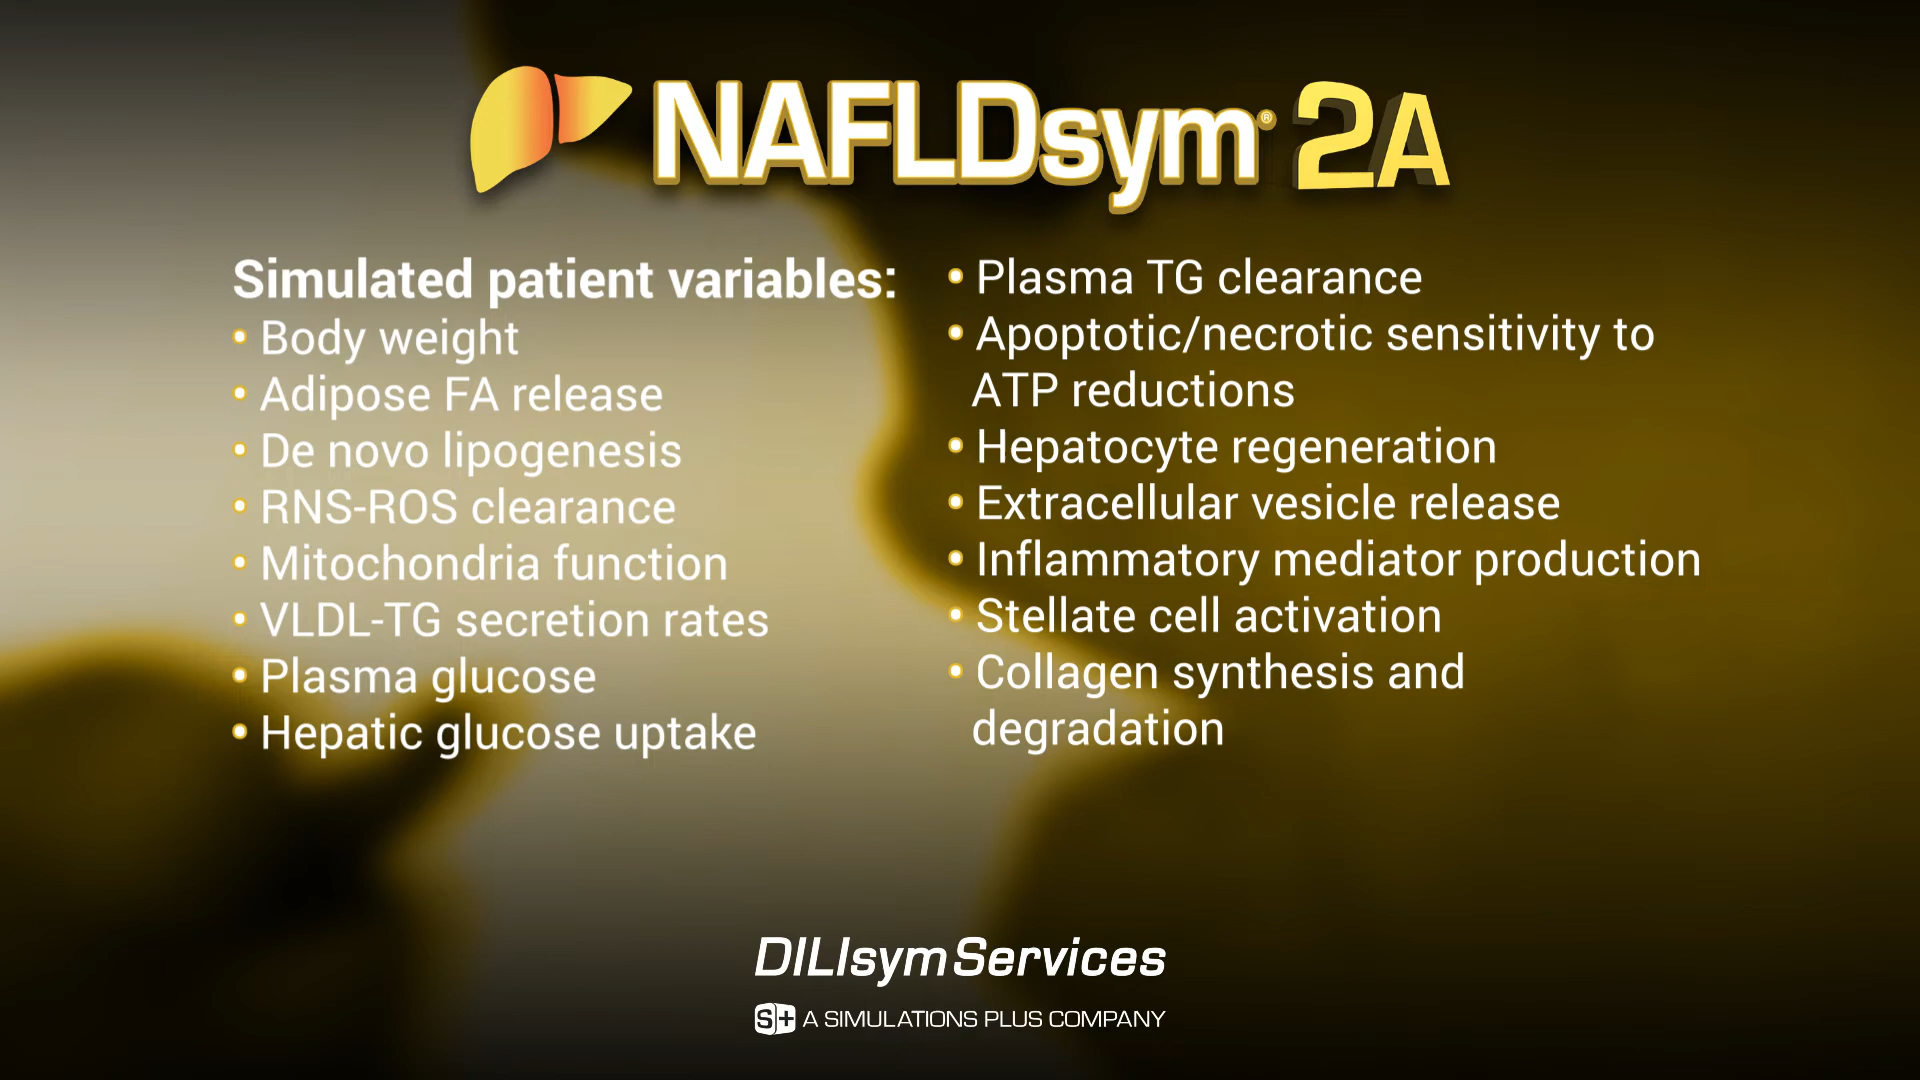 NAFLDsym® 2A
Simulated patient variables:
• Body weight
• Adipose FA release
• De novo lipogenesis
• RNS-ROS clearance
• Mitochondria function
• VLDL-TG secretion rates
• Plasma glucose
• Hepatic glucose uptake
• Plasma TG clearance
• Apoptotic/necrotic sensitivity to
ATP reductions
• Hepatocyte regeneration
• Extracellular vesicle release
• Inflammatory mediator production
• Stellate cell activation
• Collagen synthesis and
degradation
DILIsym Services
S+ A SIMULATIONS PLUS COMPANY